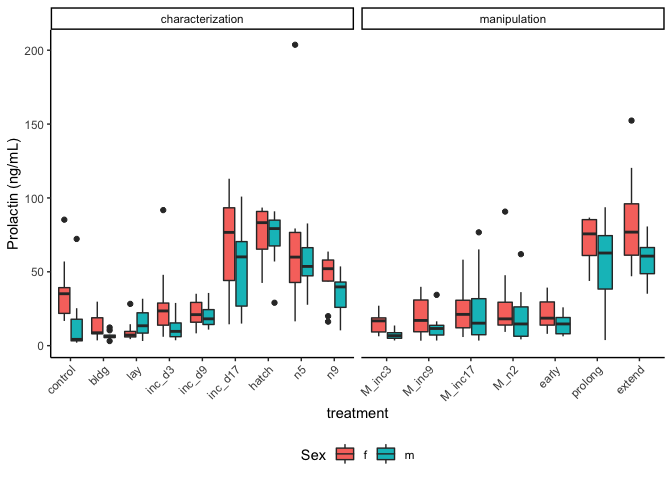 characterization manipulation
Prolactin (ng/mL)
200
150
100
50
0
control bldg lay inc_d3 inc_d9 inc_d17 hatch n5 n9 M_inc3 M_inc9 M_inc17 M_n2 early prolong extend
treatment
Sex f m